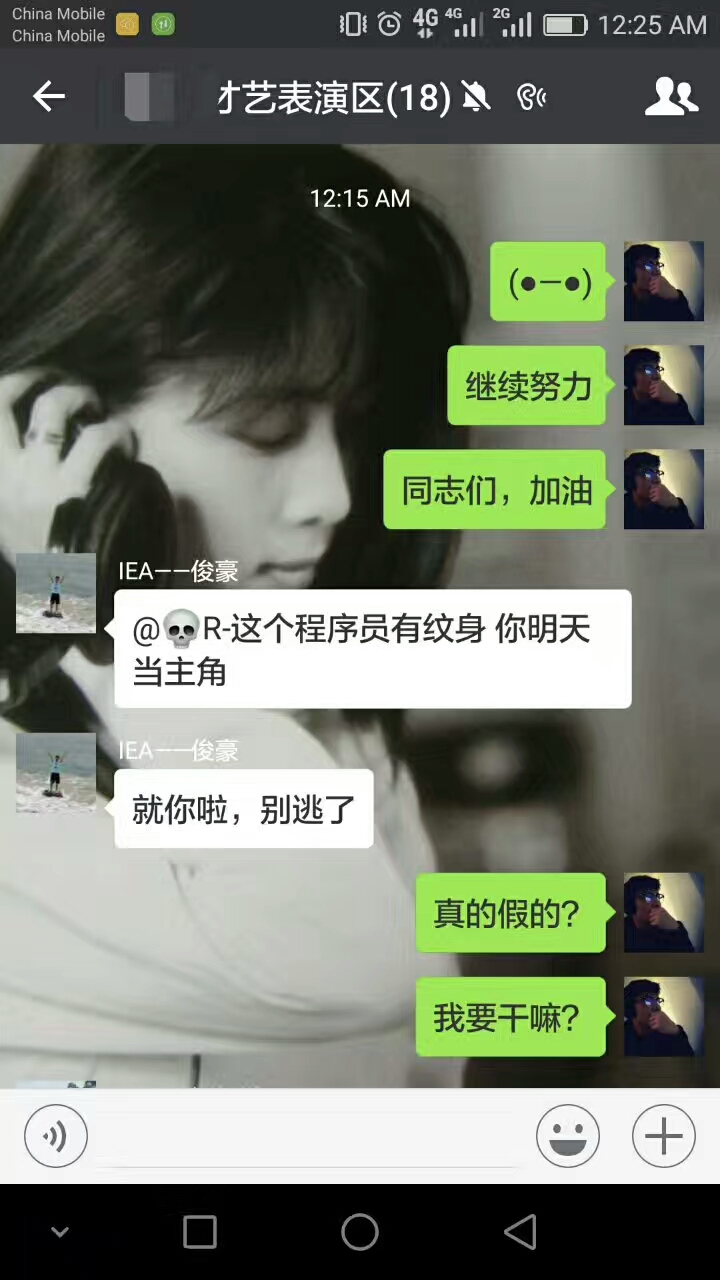 China Mobile
China Mobile
4G 4G 2G 12:25 AM
才艺表演区(18)
12:15 AM
(●—●)
继续努力
同志们，加油
IEA——俊豪
@💀R-这个程序员有纹身 你明天
当主角
IEA——俊豪
就你啦，别逃了
真的假的？
我要干嘛？